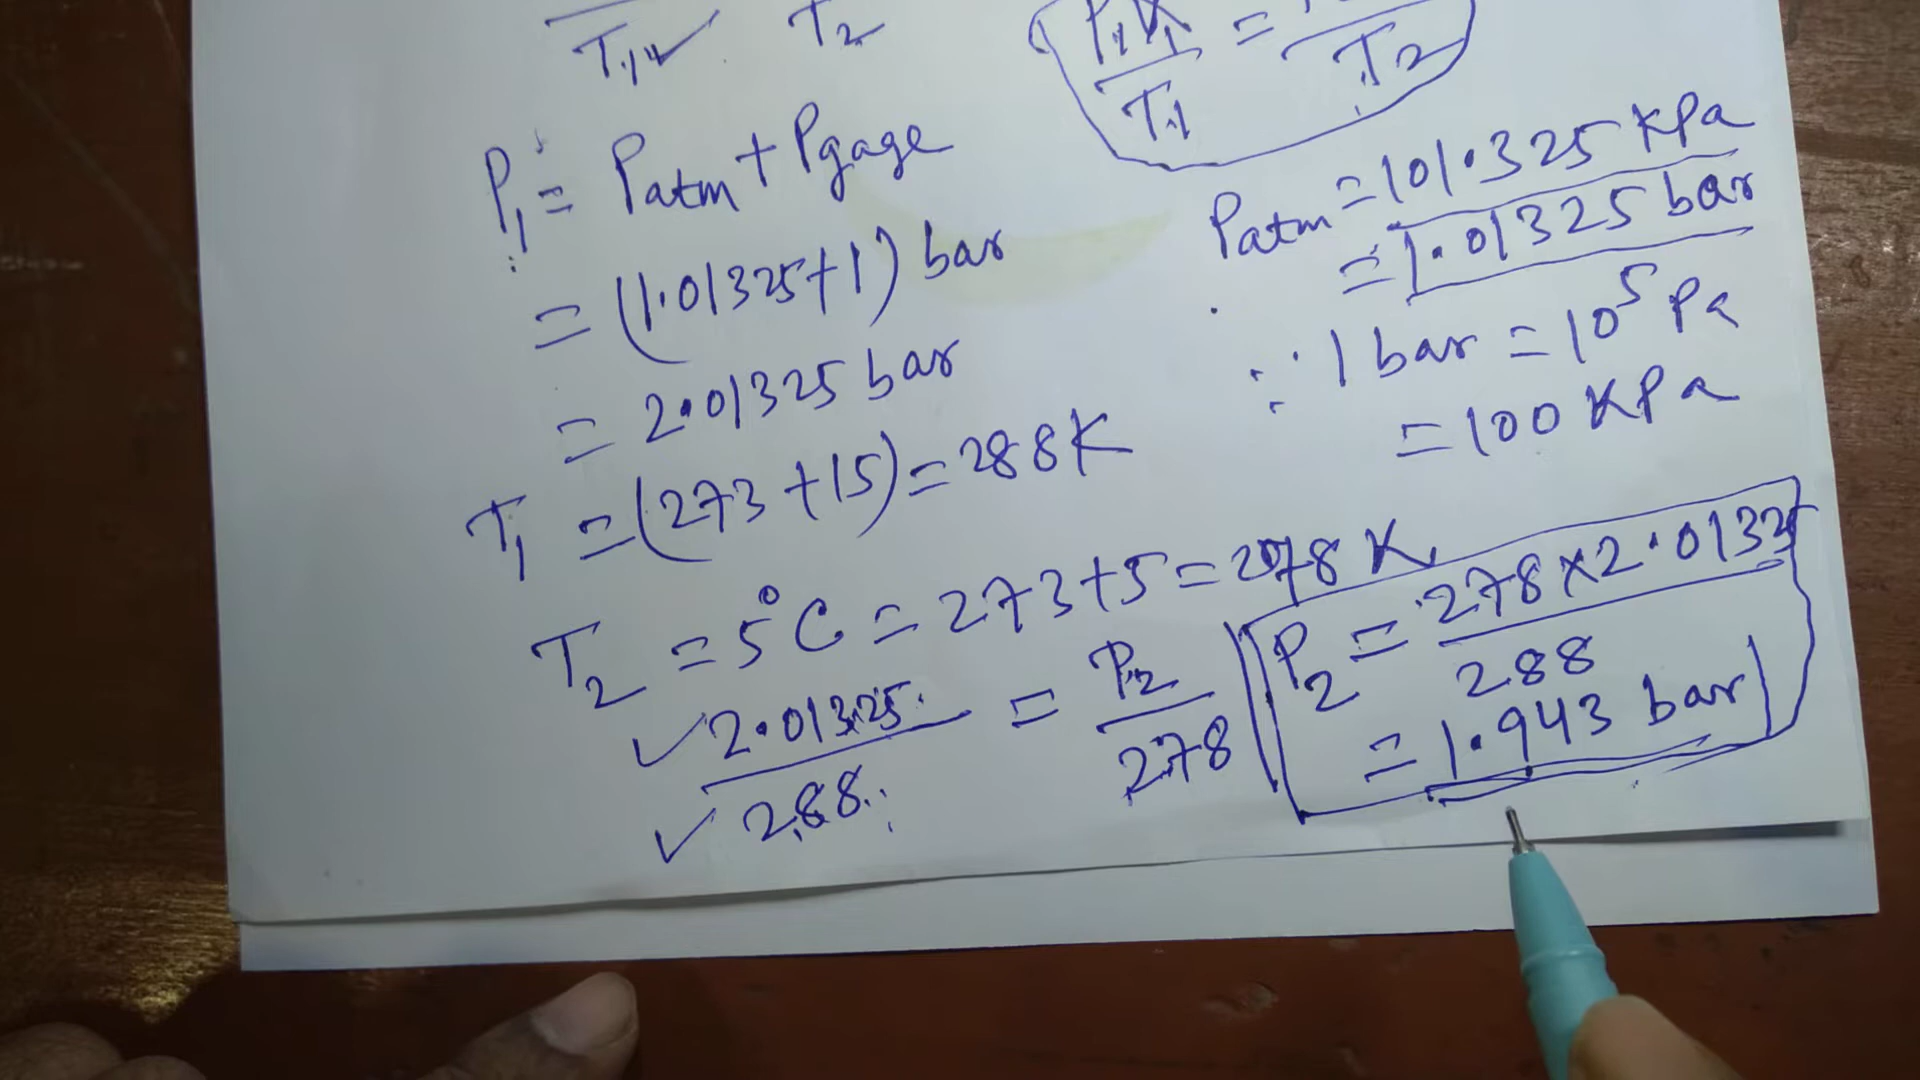 T₁ T₂
P₁V₁/T₁ = /T₂
P₁ = Patm + Pgage
= (1.01325+1) bar
= 2.01325 bar
T₁ = (273+15) = 288K
T₂ = 5°C = 273+5 = 278 K
2.01325/288 = P₂/278
Patm = 101.325 KPa
= 1.01325 bar
∵ 1 bar = 10⁵ Pa
= 100 KPa
P₂ = 278×2.01325/288
= 1.943 bar